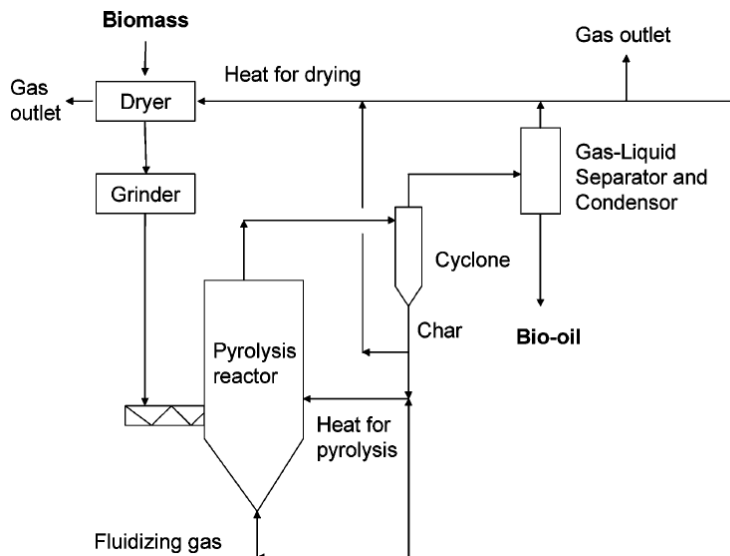 Biomass
Gas outlet
Heat for drying
Gas
outlet
Dryer
Gas-Liquid
Separator and
Condensor
Grinder
Cyclone
Char
Bio-oil
Pyrolysis
reactor
Heat for
pyrolysis
Fluidizing gas